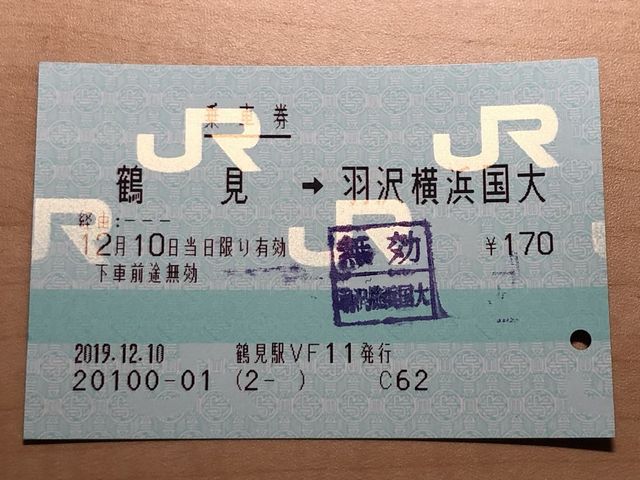 JR
JR
乗車券
鶴見 → 羽沢横浜国大
JR
JR
経由:---
12月10日当日限り有効
¥170
下車前途無効
無効
羽沢横浜国大
2019.12.10 鶴見駅VF11発行
20100-01 (2- ) C62